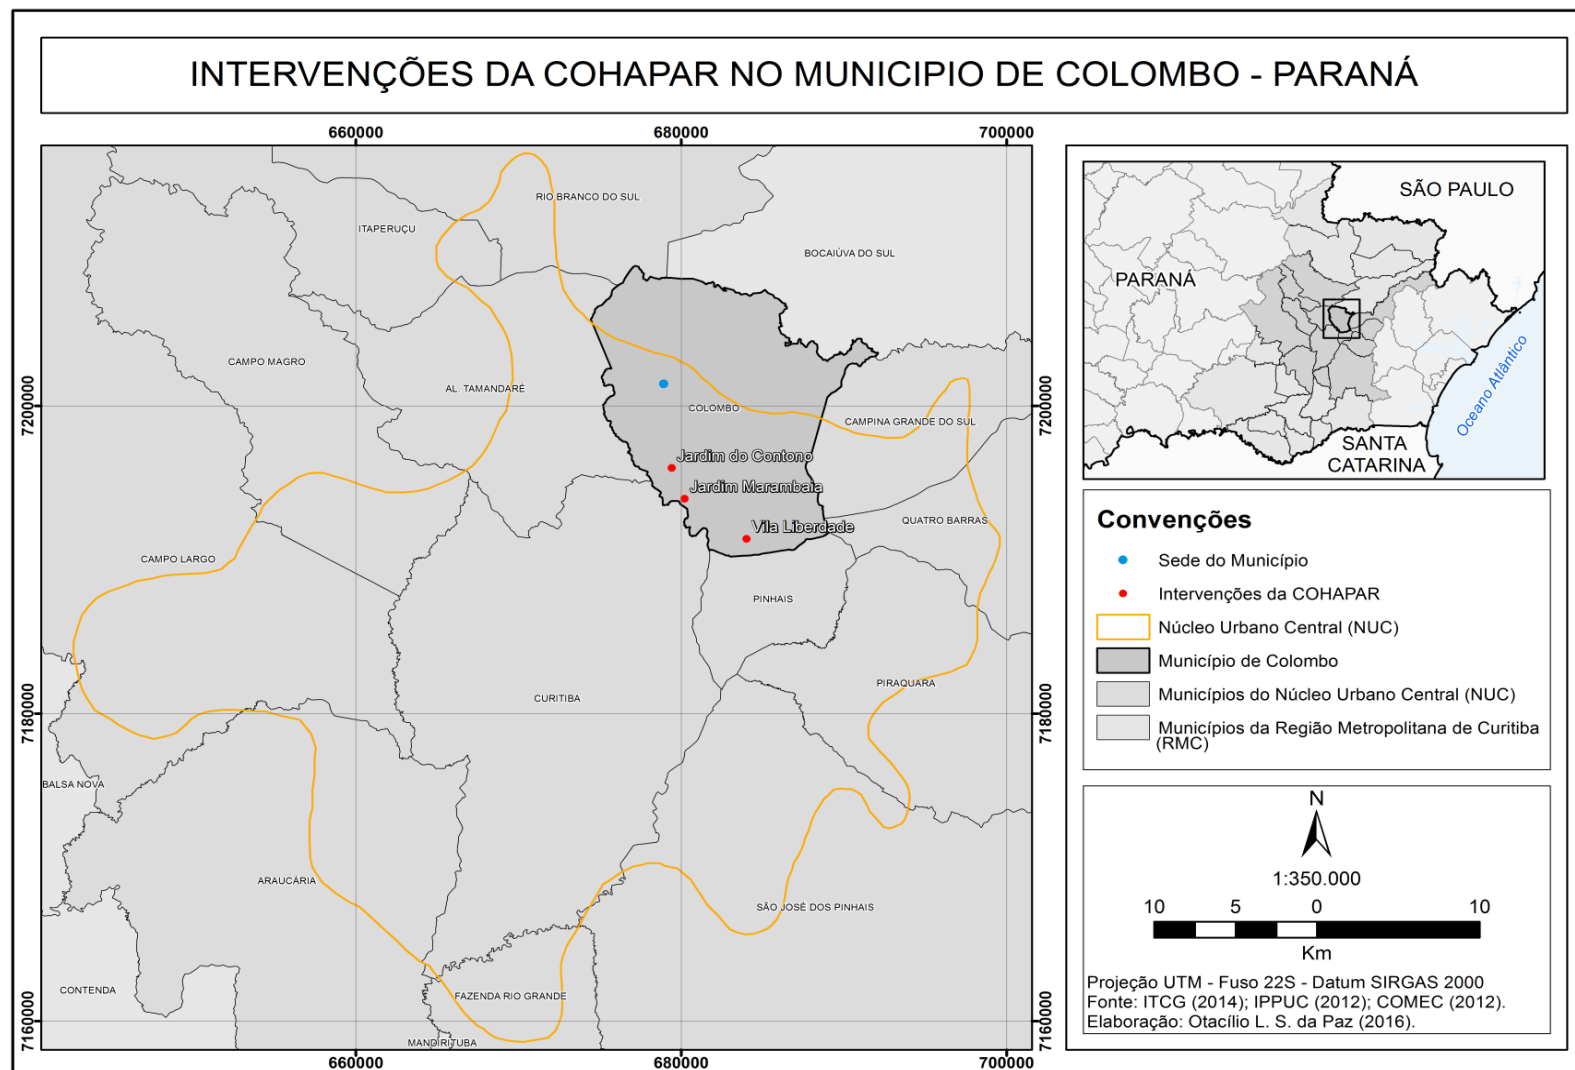 INTERVENÇÕES DA COHAPAR NO MUNICIPIO DE COLOMBO - PARANÁ
660000
680000
700000
RIO BRANCO DO SUL
ITAPERUÇU
BOCAIÚVA DO SUL
CAMPO MAGRO
AL. TAMANDARÉ
7200000
COLOMBO
7200000
CAMPINA GRANDE DO SUL
Jardim do Contono
Jardim Marambaia
QUATRO BARRAS
Vila Liberdade
CAMPO LARGO
PINHAIS
PIRAQUARA
CURITIBA
7180000
7180000
BALSA NOVA
ARAUCÁRIA
SÃO JOSÉ DOS PINHAIS
CONTENDA
FAZENDA RIO GRANDE
7160000
7160000
MANDIRITUBA
660000
680000
700000
SÃO PAULO
PARANÁ
Oceano Atlântico
SANTA
CATARINA
Convenções
Sede do Município
Intervenções da COHAPAR
Núcleo Urbano Central (NUC)
Município de Colombo
Municípios do Núcleo Urbano Central (NUC)
Municípios da Região Metropolitana de Curitiba
(RMC)
N
1:350.000
10 5 0 10
Km
Projeção UTM - Fuso 22S - Datum SIRGAS 2000
Fonte: ITCG (2014); IPPUC (2012); COMEC (2012).
Elaboração: Otacílio L. S. da Paz (2016).